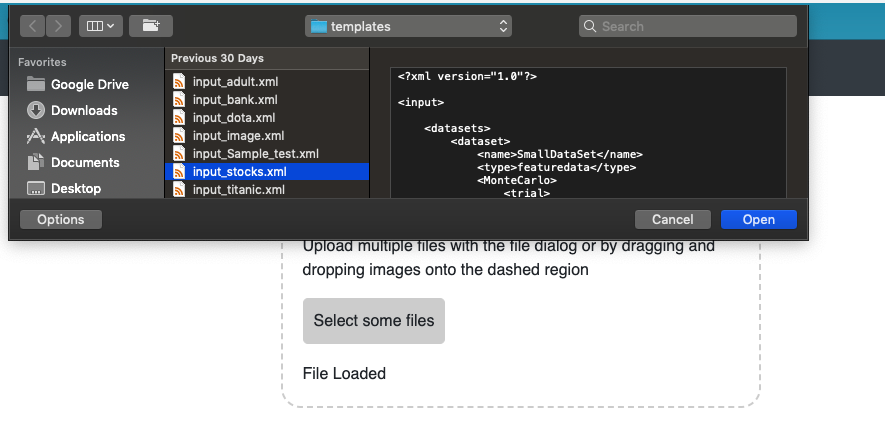 templates
Search
Favorites
Google Drive
Downloads
Applications
Documents
Desktop
Previous 30 Days
input_adult.xml
input_bank.xml
input_dota.xml
input_image.xml
input_Sample_test.xml
input_stocks.xml
input_titanic.xml
<?xml version="1.0"?>
<input>
<datasets>
<dataset>
<name>SmallDataSet</name>
<type>featuredata</type>
<MonteCarlo>
<trial>
Options
Cancel
Open
Upload multiple files with the file dialog or by dragging and
dropping images onto the dashed region
Select some files
File Loaded